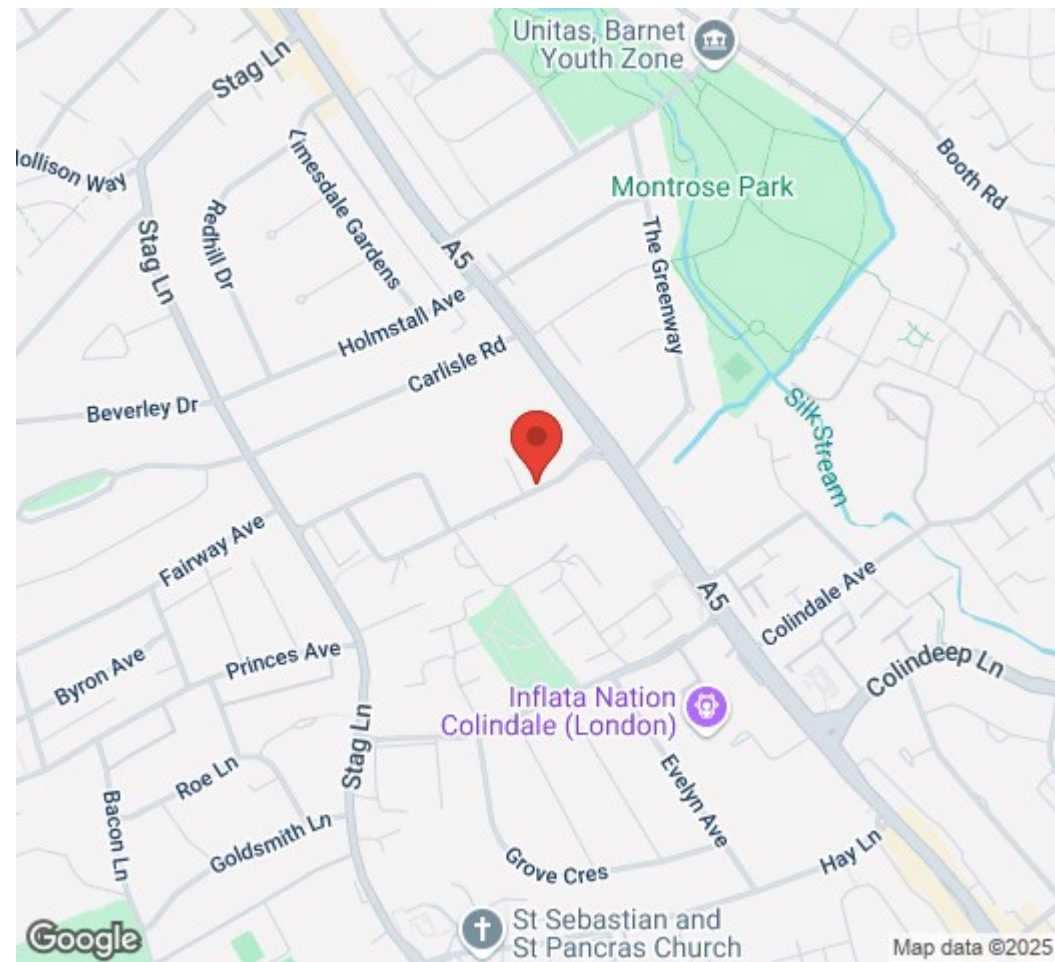 Unitas, Barnet
Youth Zone
Stag Ln
Limesdale Gardens
Booth Rd
Mollison Way
Montrose Park
Redhill Dr
Stag Ln
A5
The Greenway
Holmstall Ave
Carlisle Rd
Beverley Dr
Silk Stream
Fairway Ave
A5
Colindale Ave
Princes Ave
Byron Ave
Colindeep Ln
Inflata Nation
Colindale (London)
Stag Ln
Roe Ln
Evelyn Ave
Bacon Ln
Goldsmith Ln
Grove Cres
Hay Ln
St Sebastian and
St Pancras Church
Google
Map data ©2025